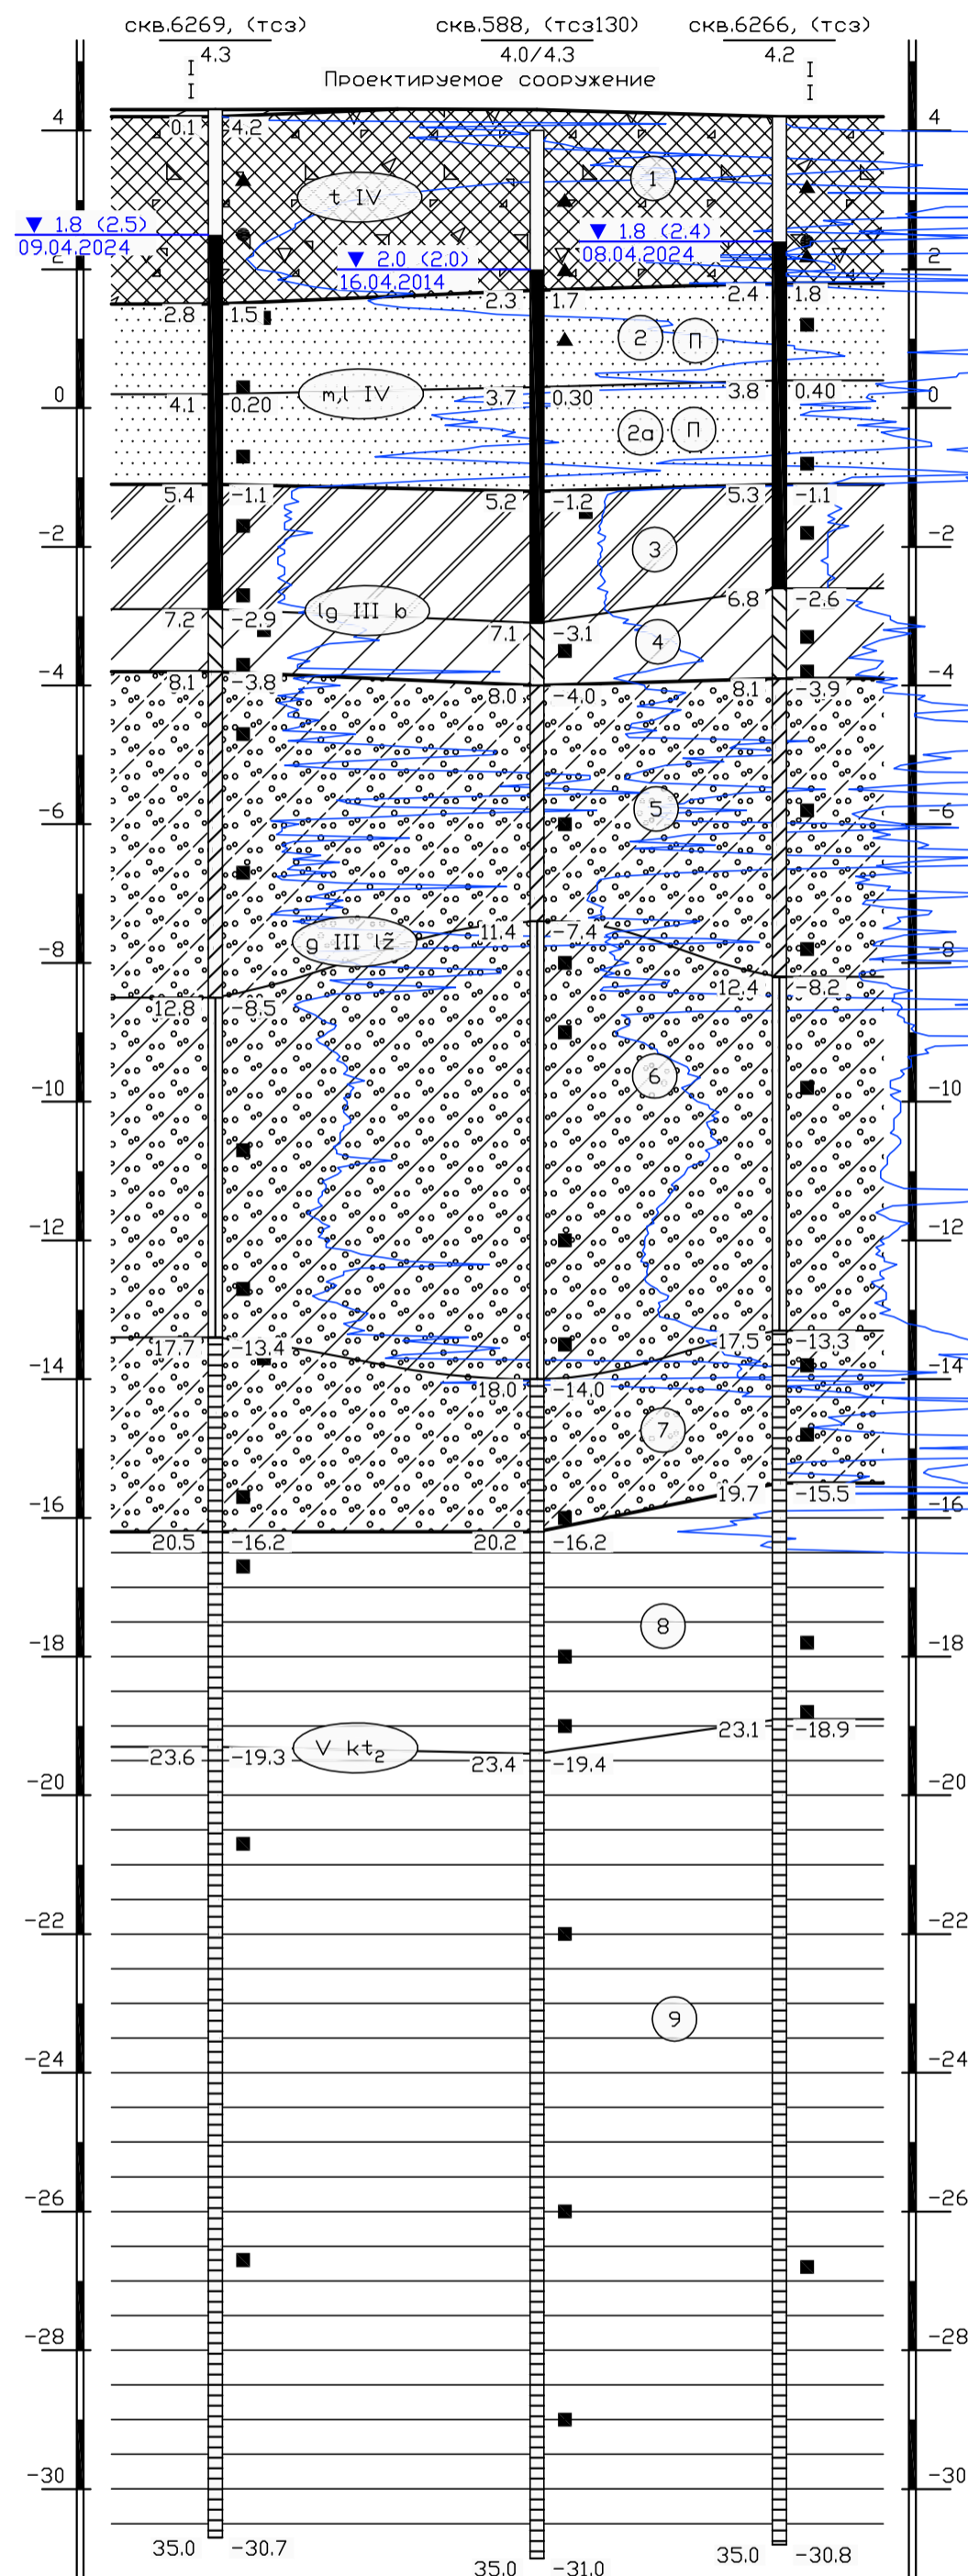 скв.6269, (тсз) скв.588, (тсз130) скв.6266, (тсз)
4.3 4.0/4.3 4.2
I I
I I
Проектируемое сооружение
4 4
0.1 4.2
1
t IV
1.8 (2.5) 1.8 (2.4)
09.04.2024 08.04.2024
2.0 (2.0)
16.04.2014
2
2.3 1.7 2.4 1.8
2.8 1.5
2 П
m,l IV
0 0
4.1 0.20 3.7 0.30 3.8 0.40
2а П
5.4 -1.1 5.2 -1.2 5.3 -1.1
-2 -2
3
lg III b
7.2 -2.9 7.1 -3.1 6.8 -2.6
4
-4 -4
8.1 -3.8 8.0 -4.0 8.1 -3.9
5
-6 -6
g III lž
11.4 -7.4
-8 -8
12.8 -8.5 12.4 -8.2
6
-10 -10
-12 -12
17.7 -13.4 17.5 -13.3
-14 -14
18.0 -14.0
7
19.7 -15.5
-16 -16
20.5 -16.2 20.2 -16.2
8
-18 -18
V kt2
23.6 -19.3 23.4 -19.4 23.1 -18.9
-20 -20
-22 -22
9
-24 -24
-26 -26
-28 -28
-30 -30
35.0 -30.7 35.0 -31.0 35.0 -30.8